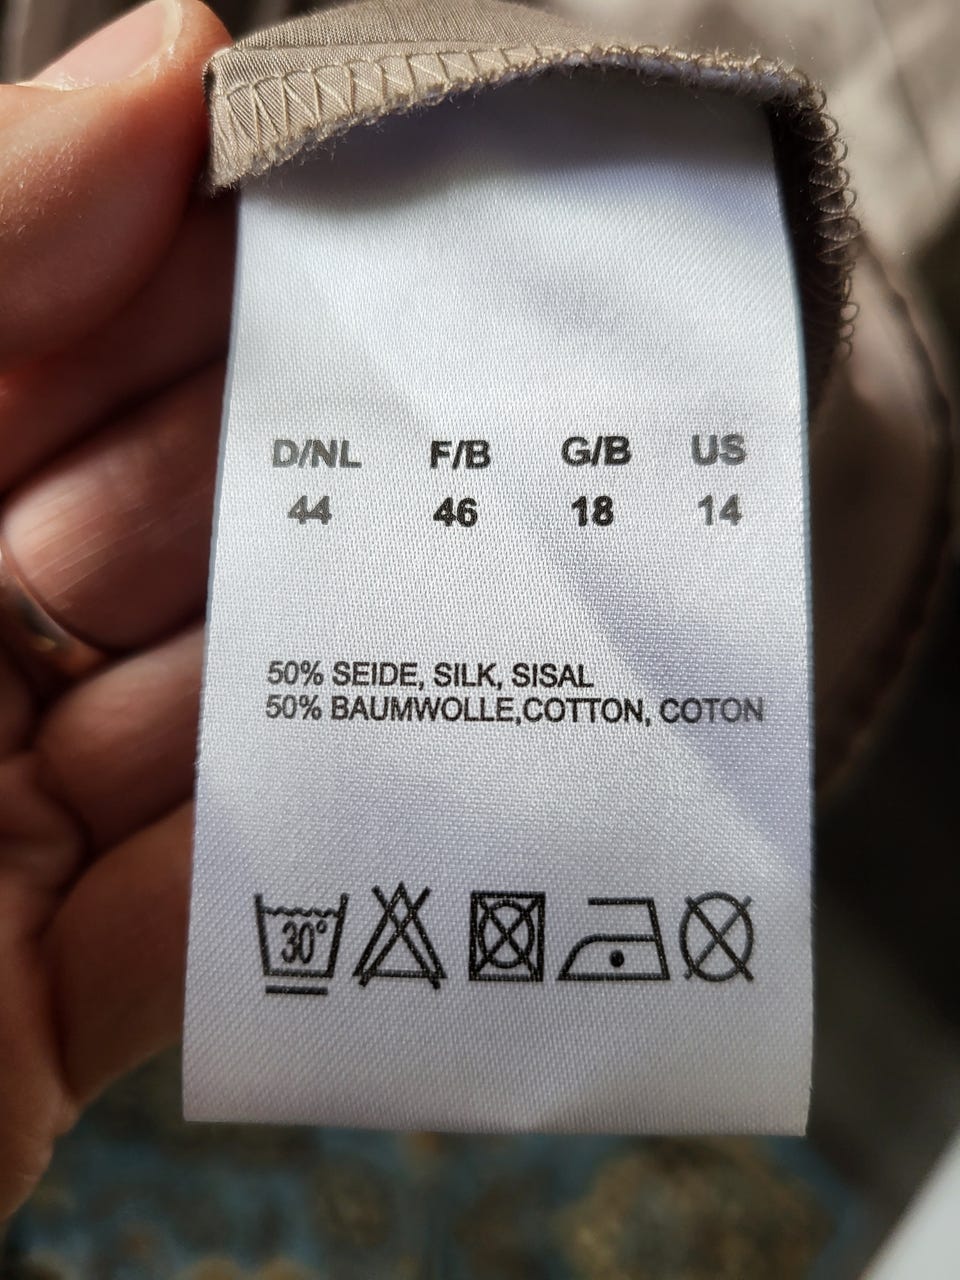 D/NL F/B G/B US
44 46 18 14
50% SEIDE, SILK, SISAL
50% BAUMWOLLE,COTTON, COTON
30°